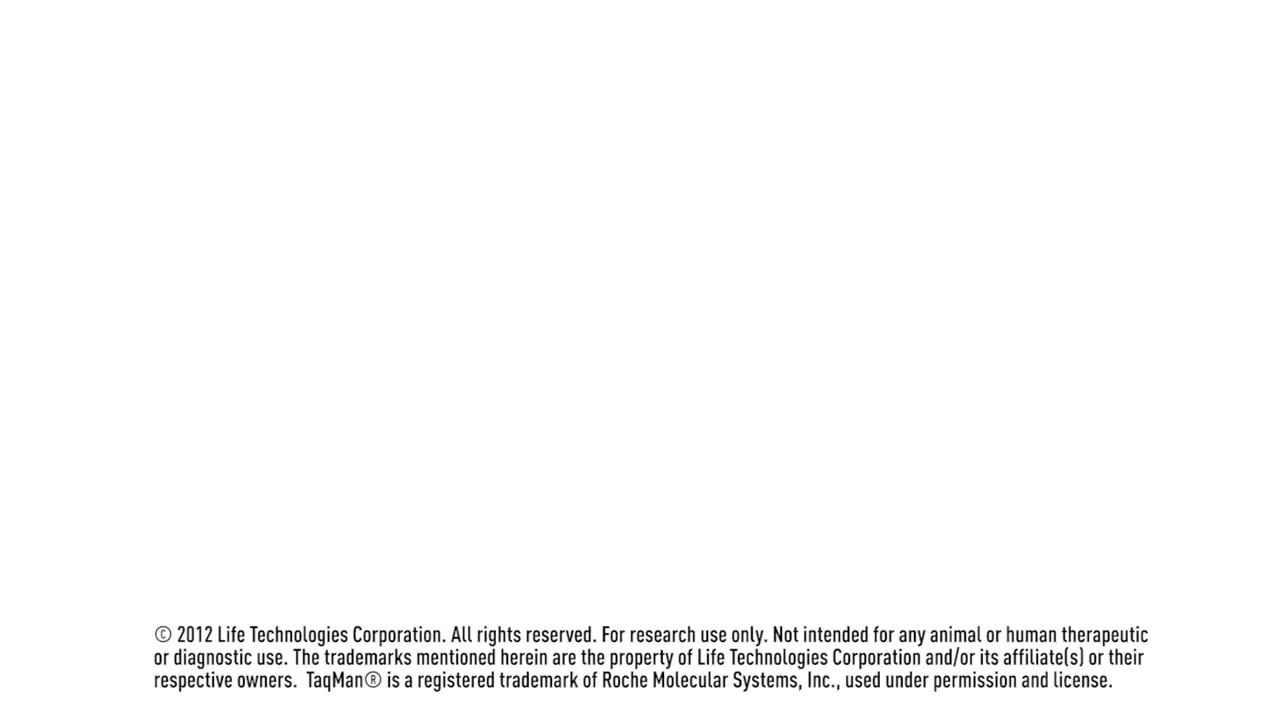 © 2012 Life Technologies Corporation. All rights reserved. For research use only. Not intended for any animal or human therapeutic
or diagnostic use. The trademarks mentioned herein are the property of Life Technologies Corporation and/or its affiliate(s) or their
respective owners.  TaqMan® is a registered trademark of Roche Molecular Systems, Inc., used under permission and license.